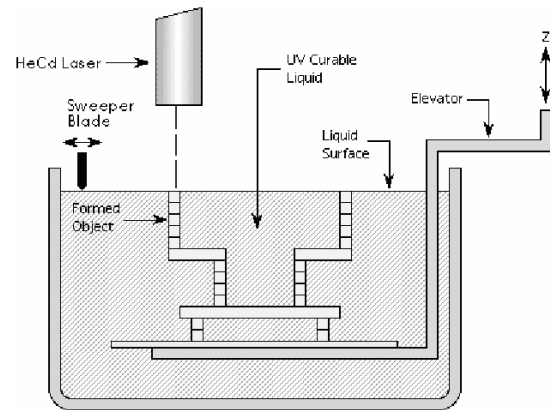 HeCd Laser
UV Curable
Liquid
Z
Elevator
Sweeper
Blade
Liquid
Surface
Formed
Object